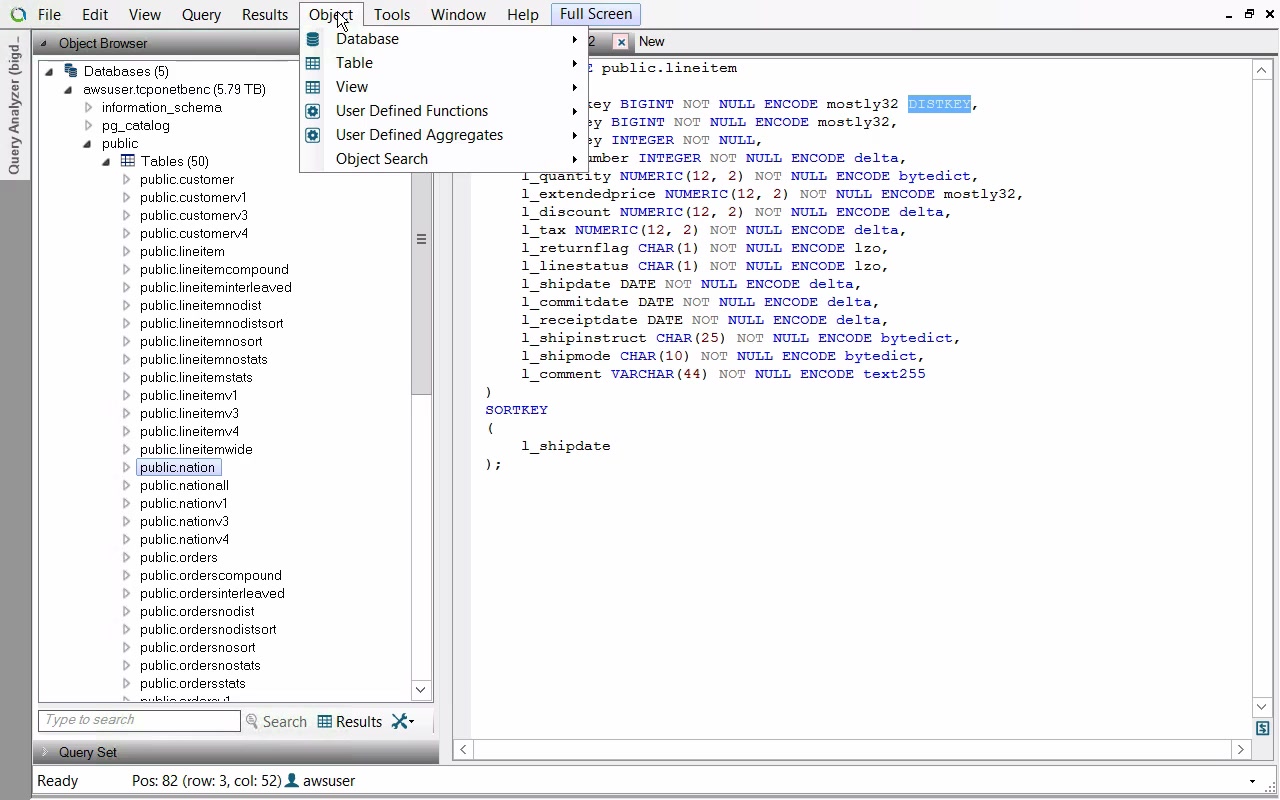 File Edit View Query Results Object Tools Window Help Full Screen
Query Analyzer (bigd...
Object Browser
2 New
Database
Table
View
User Defined Functions
User Defined Aggregates
Object Search
Databases (5)
awsuser.tcponetbenc (5.79 TB)
information_schema
pg_catalog
public
Tables (50)
public.customer
public.customerv1
public.customerv3
public.customerv4
public.lineitem
public.lineitemcompound
public.lineiteminterleaved
public.lineitemnodist
public.lineitemnodistsort
public.lineitemnosort
public.lineitemnostats
public.lineitemstats
public.lineitemv1
public.lineitemv3
public.lineitemv4
public.lineitemwide
public.nation
public.nationall
public.nationv1
public.nationv3
public.nationv4
public.orders
public.orderscompound
public.ordersinterleaved
public.ordersnodist
public.ordersnodistsort
public.ordersnosort
public.ordersnostats
public.ordersstats
Type to search Search Results
Query Set
E public.lineitem
key BIGINT NOT NULL ENCODE mostly32 DISTKEY,
ey BIGINT NOT NULL ENCODE mostly32,
ey INTEGER NOT NULL,
umber INTEGER NOT NULL ENCODE delta,
l_quantity NUMERIC(12, 2) NOT NULL ENCODE bytedict,
l_extendedprice NUMERIC(12, 2) NOT NULL ENCODE mostly32,
l_discount NUMERIC(12, 2) NOT NULL ENCODE delta,
l_tax NUMERIC(12, 2) NOT NULL ENCODE delta,
l_returnflag CHAR(1) NOT NULL ENCODE lzo,
l_linestatus CHAR(1) NOT NULL ENCODE lzo,
l_shipdate DATE NOT NULL ENCODE delta,
l_commitdate DATE NOT NULL ENCODE delta,
l_receiptdate DATE NOT NULL ENCODE delta,
l_shipinstruct CHAR(25) NOT NULL ENCODE bytedict,
l_shipmode CHAR(10) NOT NULL ENCODE bytedict,
l_comment VARCHAR(44) NOT NULL ENCODE text255
)
SORTKEY
(
l_shipdate
);
Ready Pos: 82 (row: 3, col: 52) awsuser